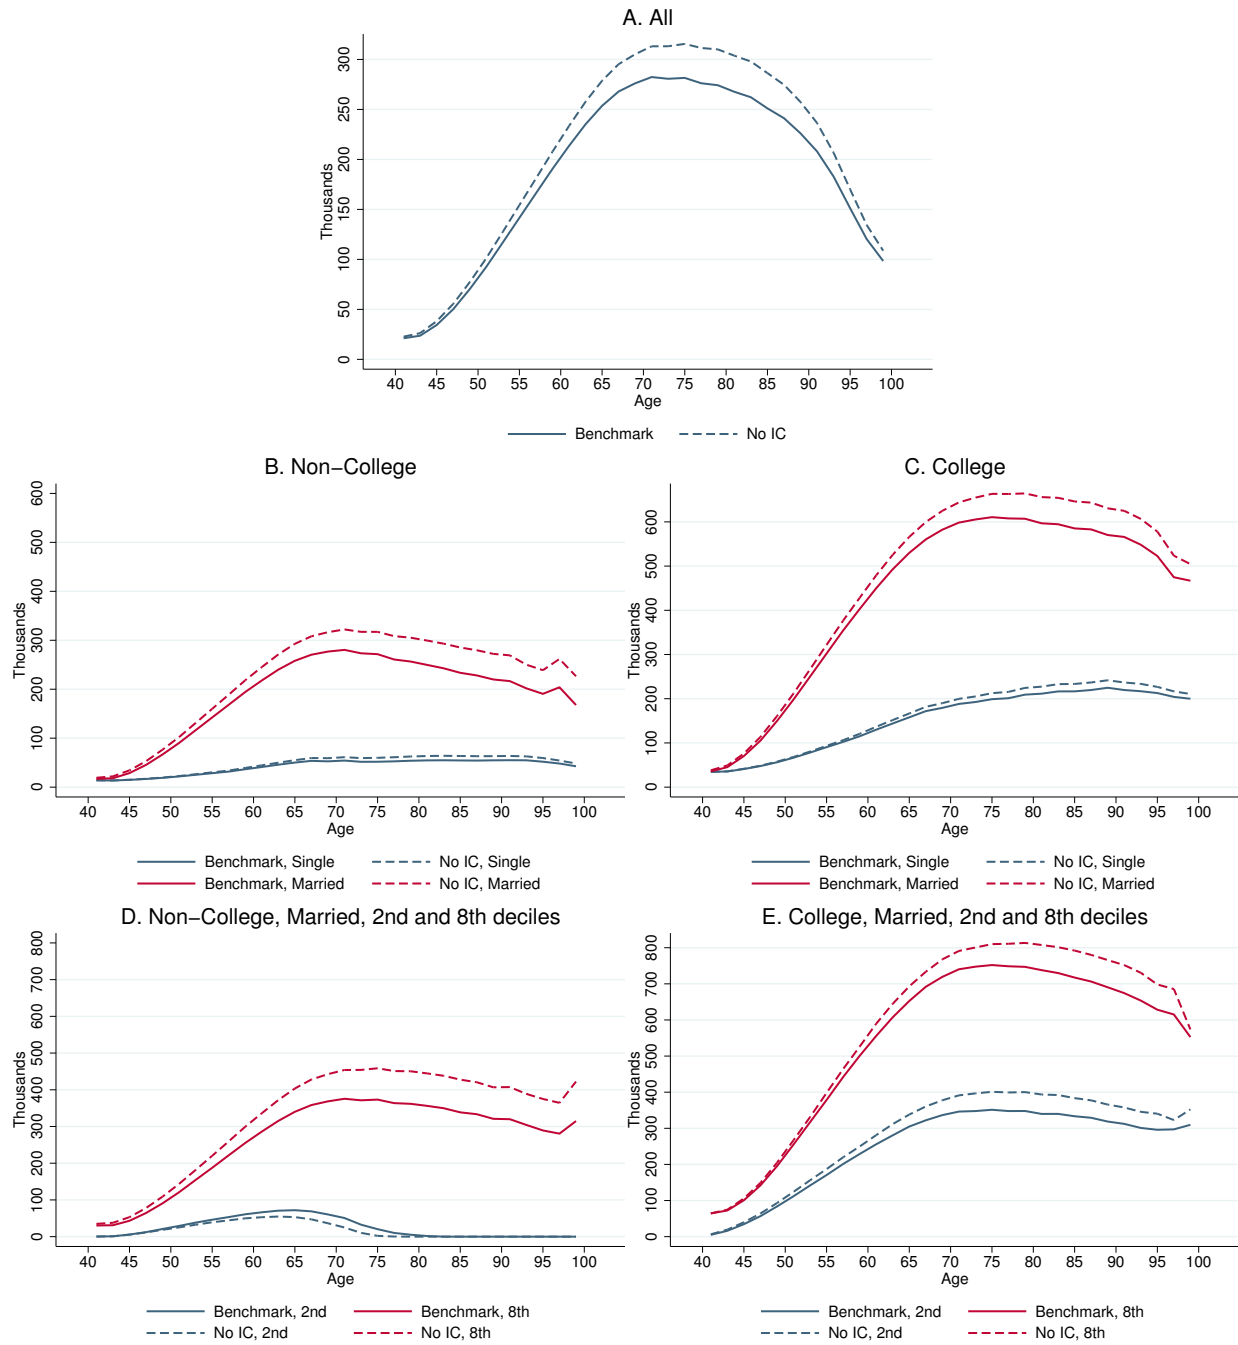 A. All
Thousands
0 50 100 150 200 250 300
40 45 50 55 60 65 70 75 80 85 90 95 100
Age
Benchmark No IC
B. Non−College
Thousands
0 100 200 300 400 500 600
40 45 50 55 60 65 70 75 80 85 90 95 100
Age
Benchmark, Single No IC, Single
Benchmark, Married No IC, Married
C. College
Thousands
0 100 200 300 400 500 600
40 45 50 55 60 65 70 75 80 85 90 95 100
Age
Benchmark, Single No IC, Single
Benchmark, Married No IC, Married
D. Non−College, Married, 2nd and 8th deciles
Thousands
0 100 200 300 400 500 600 700 800
40 45 50 55 60 65 70 75 80 85 90 95 100
Age
Benchmark, 2nd Benchmark, 8th
No IC, 2nd No IC, 8th
E. College, Married, 2nd and 8th deciles
Thousands
0 100 200 300 400 500 600 700 800
40 45 50 55 60 65 70 75 80 85 90 95 100
Age
Benchmark, 2nd Benchmark, 8th
No IC, 2nd No IC, 8th